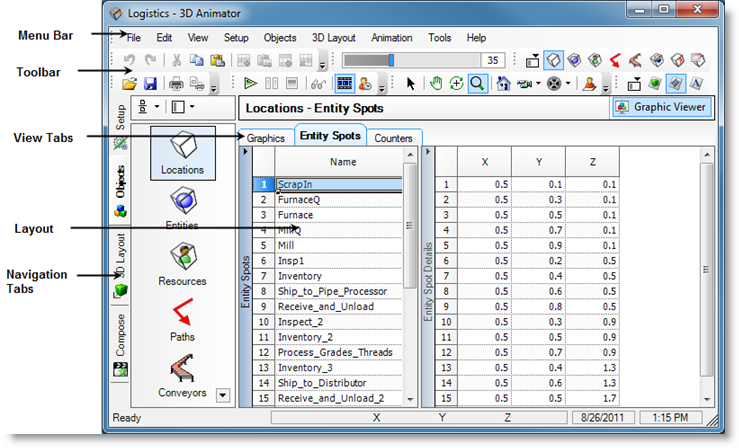 Logistics - 3D Animator
Menu Bar
File Edit View Setup Objects 3D Layout Animation Tools Help
35
Toolbar
Setup
Locations - Entity Spots
Graphic Viewer
View Tabs
Graphics Entity Spots Counters
Objects
Locations
Name
X Y Z
1 ScrapIn 1 0.5 0.1 0.1
2 FurnaceQ 2 0.5 0.3 0.1
3 Furnace 3 0.5 0.5 0.1
4 MillQ 4 0.5 0.7 0.1
5 Mill 5 0.5 0.9 0.1
6 Insp1 6 0.5 0.2 0.5
7 Inventory 7 0.5 0.4 0.5
8 Ship_to_Pipe_Processor 8 0.5 0.6 0.5
9 Receive_and_Unload 9 0.5 0.8 0.5
10 Inspect_2 10 0.5 0.3 0.9
11 Inventory_2 11 0.5 0.5 0.9
12 Process_Grades_Threads 12 0.5 0.7 0.9
13 Inventory_3 13 0.5 0.4 1.3
14 Ship_to_Distributor 14 0.5 0.6 1.3
15 Receive_and_Unload_2 15 0.5 0.5 1.7
Entities
Layout
Entity Spots
Entity Spot Details
3D Layout
Navigation
Tabs
Resources
Compose
Paths
Conveyors
Ready
X Y Z
8/26/2011
1:15 PM